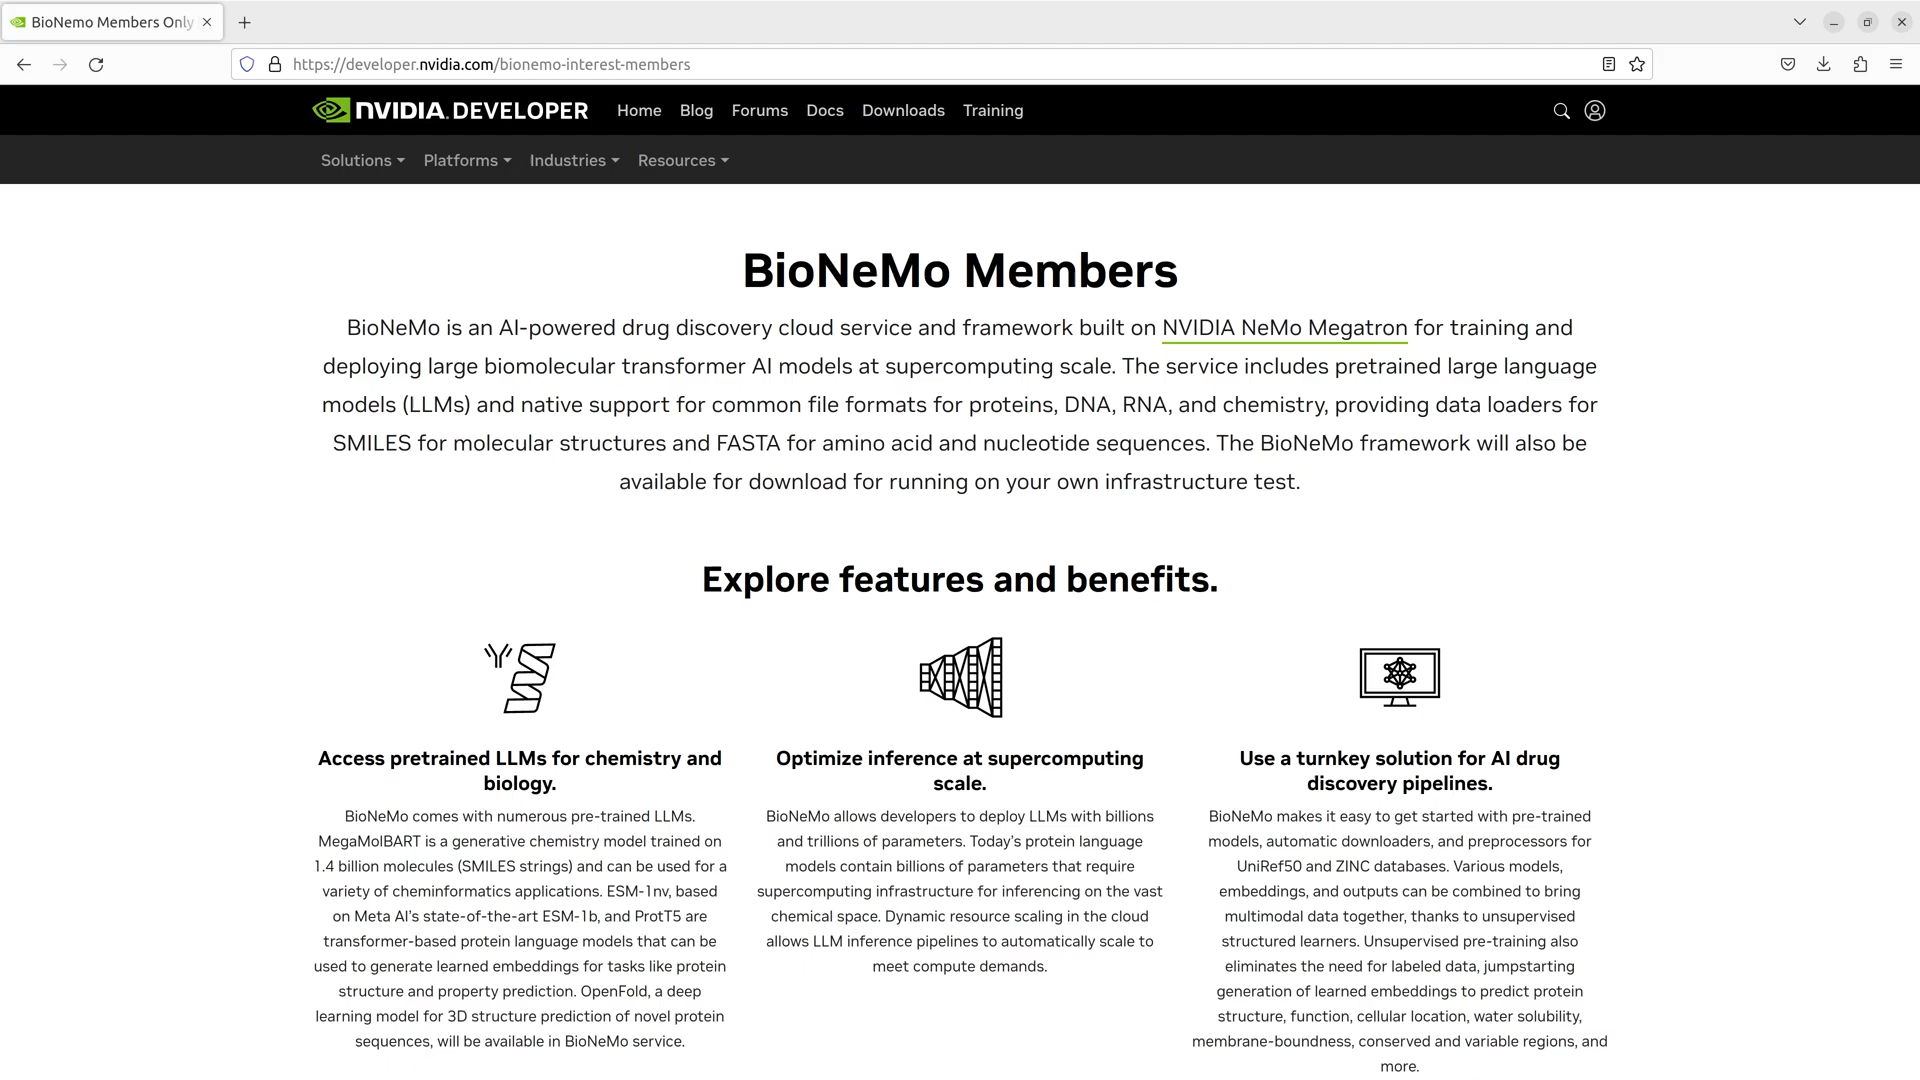 BioNemo Members Only
https://developer.nvidia.com/bionemo-interest-members
NVIDIA. DEVELOPER Home Blog Forums Docs Downloads Training
Solutions Platforms Industries Resources
BioNeMo Members
BioNeMo is an AI-powered drug discovery cloud service and framework built on NVIDIA NeMo Megatron for training and
deploying large biomolecular transformer AI models at supercomputing scale. The service includes pretrained large language
models (LLMs) and native support for common file formats for proteins, DNA, RNA, and chemistry, providing data loaders for
SMILES for molecular structures and FASTA for amino acid and nucleotide sequences. The BioNeMo framework will also be
available for download for running on your own infrastructure test.
Explore features and benefits.
Access pretrained LLMs for chemistry and
biology.
BioNeMo comes with numerous pre-trained LLMs.
MegaMolBART is a generative chemistry model trained on
1.4 billion molecules (SMILES strings) and can be used for a
variety of cheminformatics applications. ESM-1nv, based
on Meta AI's state-of-the-art ESM-1b, and ProtT5 are
transformer-based protein language models that can be
used to generate learned embeddings for tasks like protein
structure and property prediction. OpenFold, a deep
learning model for 3D structure prediction of novel protein
sequences, will be available in BioNeMo service.
Optimize inference at supercomputing
scale.
BioNeMo allows developers to deploy LLMs with billions
and trillions of parameters. Today's protein language
models contain billions of parameters that require
supercomputing infrastructure for inferencing on the vast
chemical space. Dynamic resource scaling in the cloud
allows LLM inference pipelines to automatically scale to
meet compute demands.
Use a turnkey solution for AI drug
discovery pipelines.
BioNeMo makes it easy to get started with pre-trained
models, automatic downloaders, and preprocessors for
UniRef50 and ZINC databases. Various models,
embeddings, and outputs can be combined to bring
multimodal data together, thanks to unsupervised
structured learners. Unsupervised pre-training also
eliminates the need for labeled data, jumpstarting
generation of learned embeddings to predict protein
structure, function, cellular location, water solubility,
membrane-boundness, conserved and variable regions, and
more.